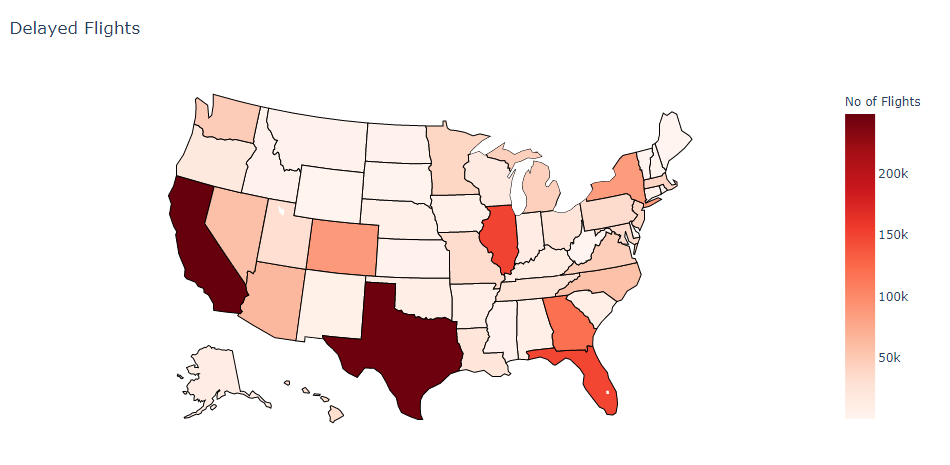 Delayed Flights
No of Flights
200k
150k
100k
50k